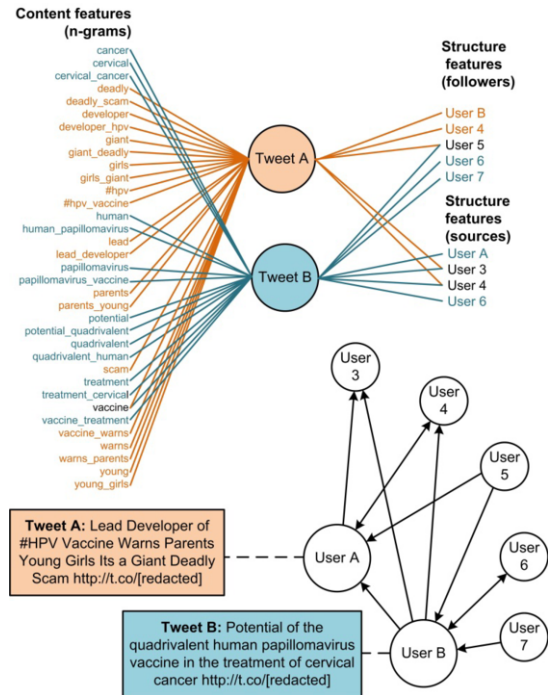 Content features
(n-grams)
cancer
cervical
cervical_cancer
deadly
deadly_scam
developer
developer_hpv
giant
giant_deadly
girls
girls_giant
#hpv
#hpv_vaccine
human
human_papillomavirus
lead
lead_developer
papillomavirus
papillomavirus_vaccine
parents
parents_young
potential
potential_quadrivalent
quadrivalent
quadrivalent_human
scam
treatment
treatment_cervical
vaccine
vaccine_treatment
vaccine_warns
warns
warns_parents
young
young_girls
Tweet A
Tweet B
Structure
features
(followers)
User B
User 4
User 5
User 6
User 7
Structure
features
(sources)
User A
User 3
User 4
User 6
User
3
User
4
User
5
User
6
User
7
User A
User B
Tweet A: Lead Developer of
#HPV Vaccine Warns Parents
Young Girls Its a Giant Deadly
Scam http://t.co/[redacted]
Tweet B: Potential of the
quadrivalent human papillomavirus
vaccine in the treatment of cervical
cancer http://t.co/[redacted]